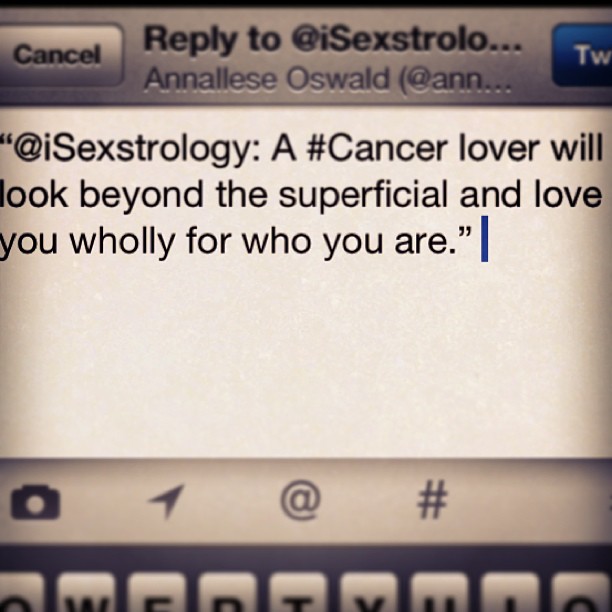 Cancel
Reply to @iSexstrolo...
Annallese Oswald (@ann...
Tw
“@iSexstrology: A #Cancer lover will
look beyond the superficial and love
you wholly for who you are.”
@ #
Q W E R T Y U I O